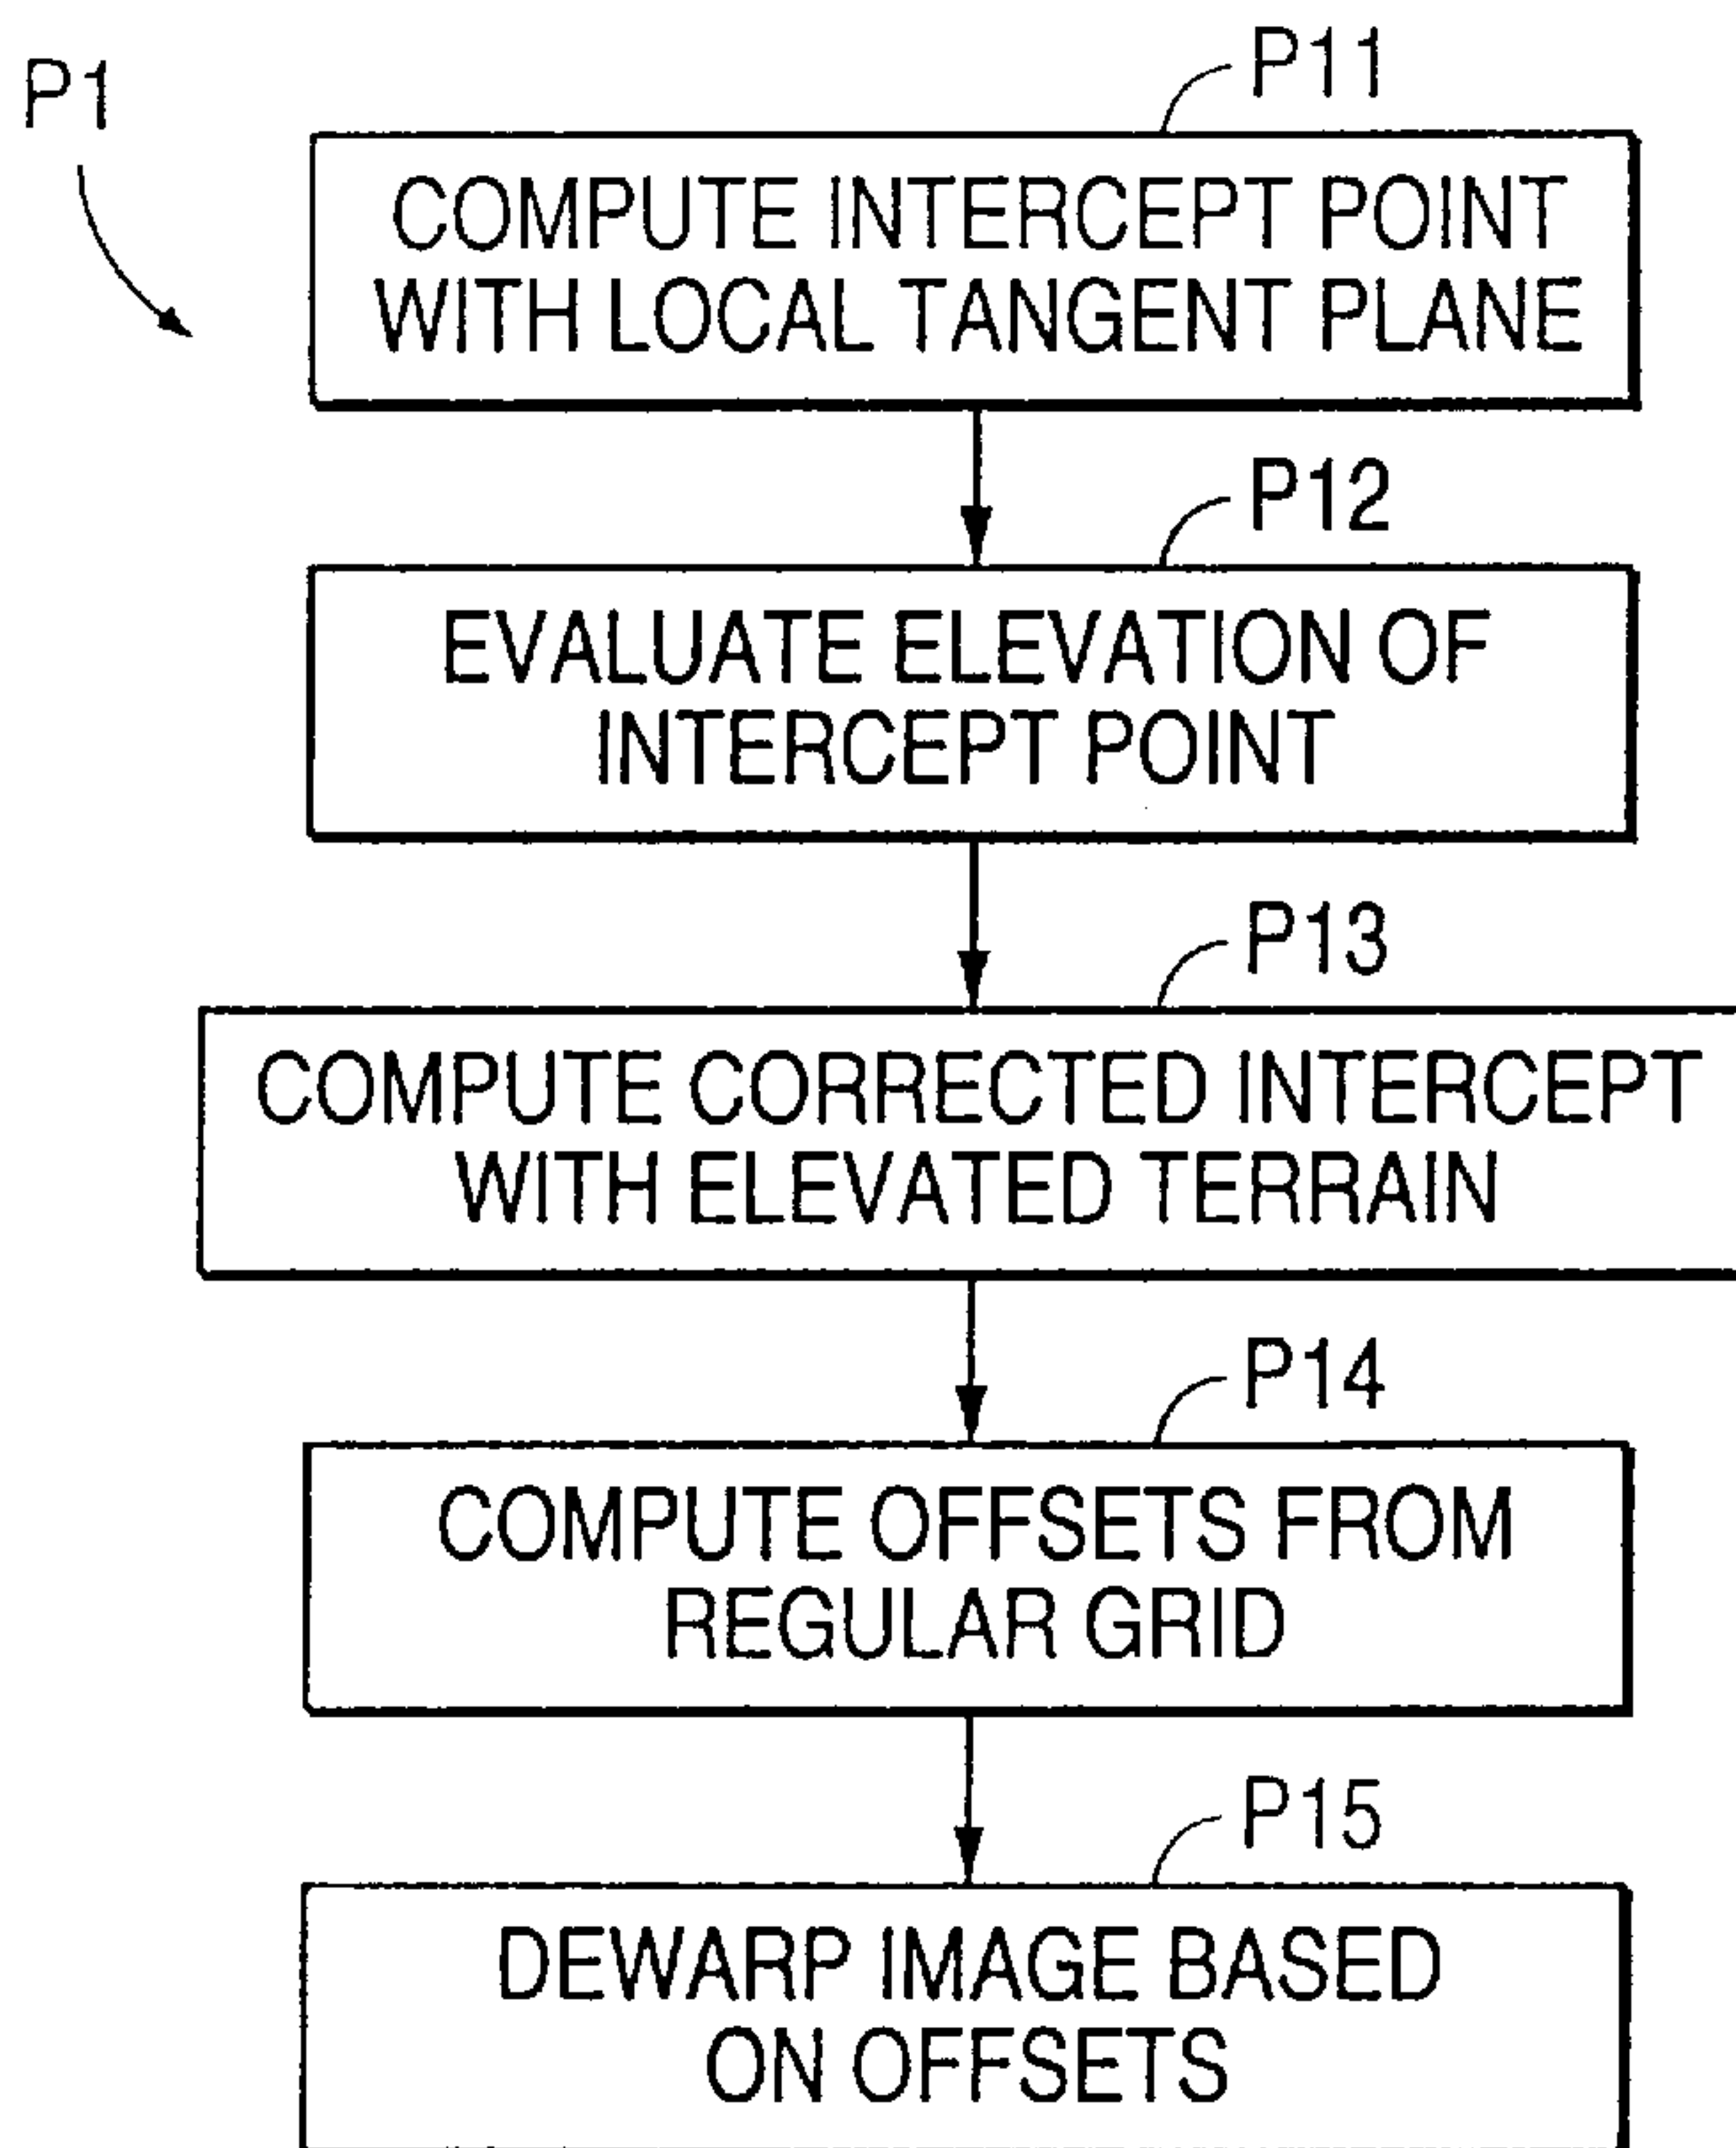 P1
P11
COMPUTE INTERCEPT POINT
WITH LOCAL TANGENT PLANE
P12
EVALUATE ELEVATION OF
INTERCEPT POINT
P13
COMPUTE CORRECTED INTERCEPT
WITH ELEVATED TERRAIN
P14
COMPUTE OFFSETS FROM
REGULAR GRID
P15
DEWARP IMAGE BASED
ON OFFSETS